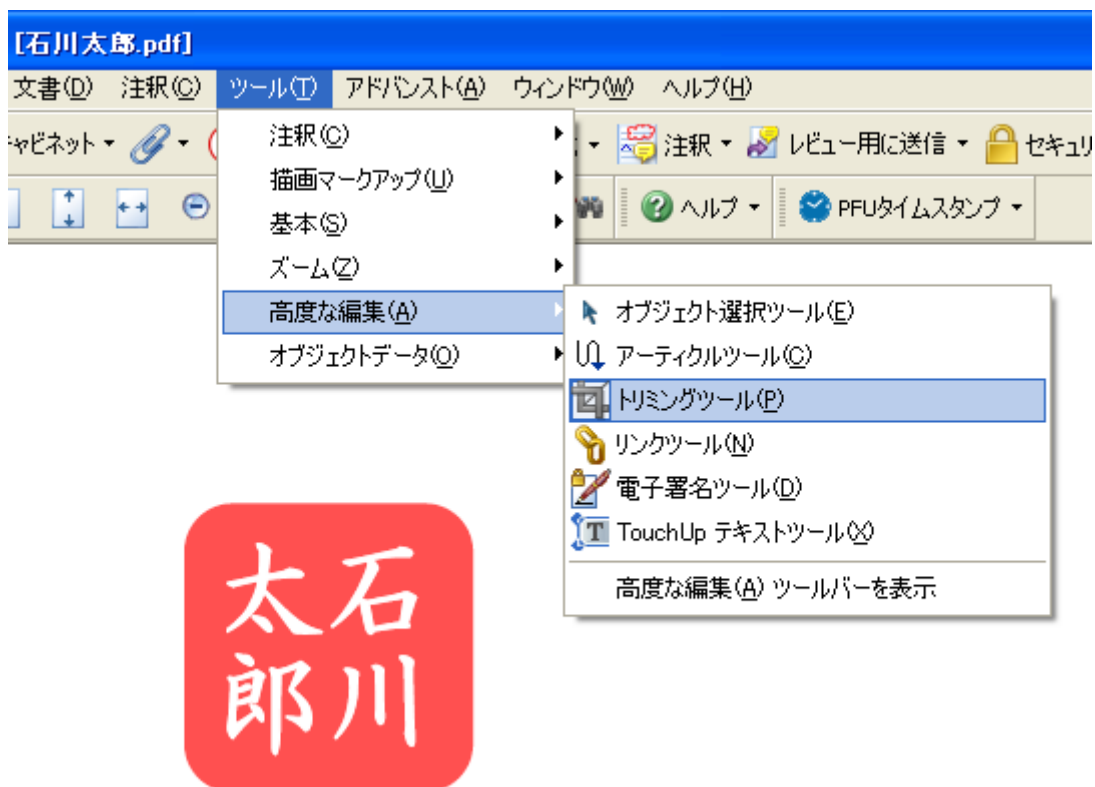 [石川太郎.pdf]
文書(D) 注釈(C) ツール(T) アドバンスト(A) ウィンドウ(W) ヘルプ(H)
キャビネット 注釈 レビュー用に送信 セキュリ
ヘルプ PFUタイムスタンプ
注釈(C)
描画マークアップ(U)
基本(S)
ズーム(Z)
高度な編集(A)
オブジェクトデータ(O)
オブジェクト選択ツール(E)
アーティクルツール(C)
トリミングツール(P)
リンクツール(N)
電子署名ツール(D)
TouchUp テキストツール(X)
高度な編集(A) ツールバーを表示
石川
太郎